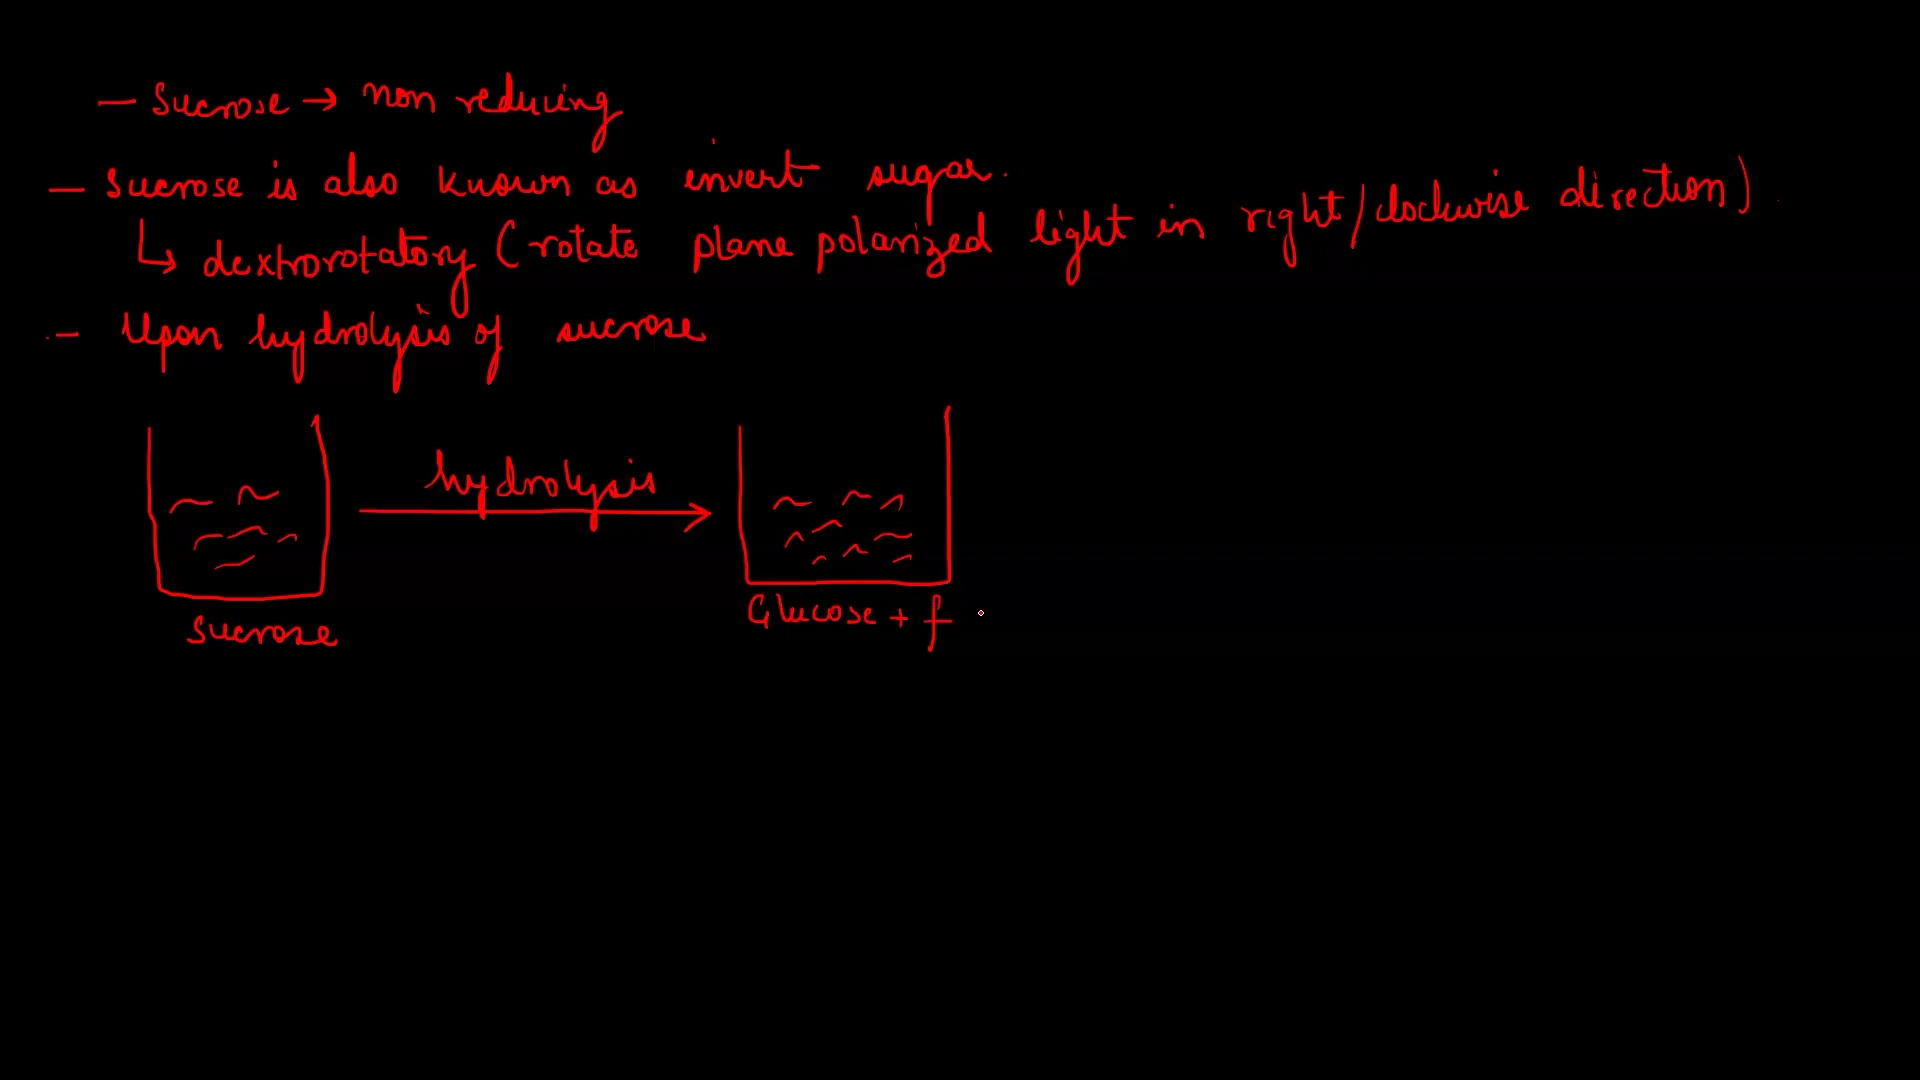 - Sucrose → non reducing
- Sucrose is also known as invert sugar.
↳ dextrorotatory (rotate plane polarized light in right/clockwise direction)
- Upon hydrolysis of sucrose
hydrolysis
Glucose + f
Sucrose